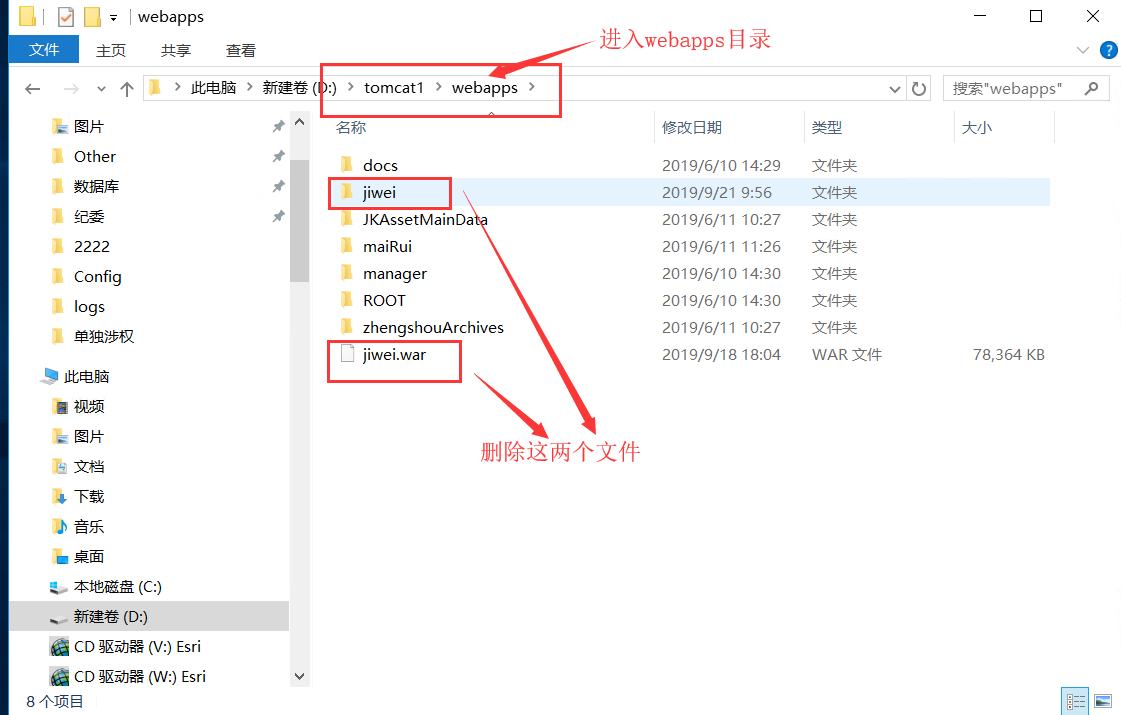 webapps
进入webapps目录
文件 主页 共享 查看
此电脑 新建卷 (D:) tomcat1 webapps 搜索"webapps"
名称 修改日期 类型 大小
图片
Other
数据库
纪委
2222
Config
logs
单独涉权
此电脑
视频
图片
文档
下载
音乐
桌面
本地磁盘 (C:)
新建卷 (D:)
CD 驱动器 (V:) Esri
CD 驱动器 (W:) Esri
docs 2019/6/10 14:29 文件夹
jiwei 2019/9/21 9:56 文件夹
JKAssetMainData 2019/6/11 10:27 文件夹
maiRui 2019/6/11 11:26 文件夹
manager 2019/6/10 14:30 文件夹
ROOT 2019/6/10 14:30 文件夹
zhengshouArchives 2019/6/11 10:27 文件夹
jiwei.war 2019/9/18 18:04 WAR 文件 78,364 KB
删除这两个文件
8 个项目